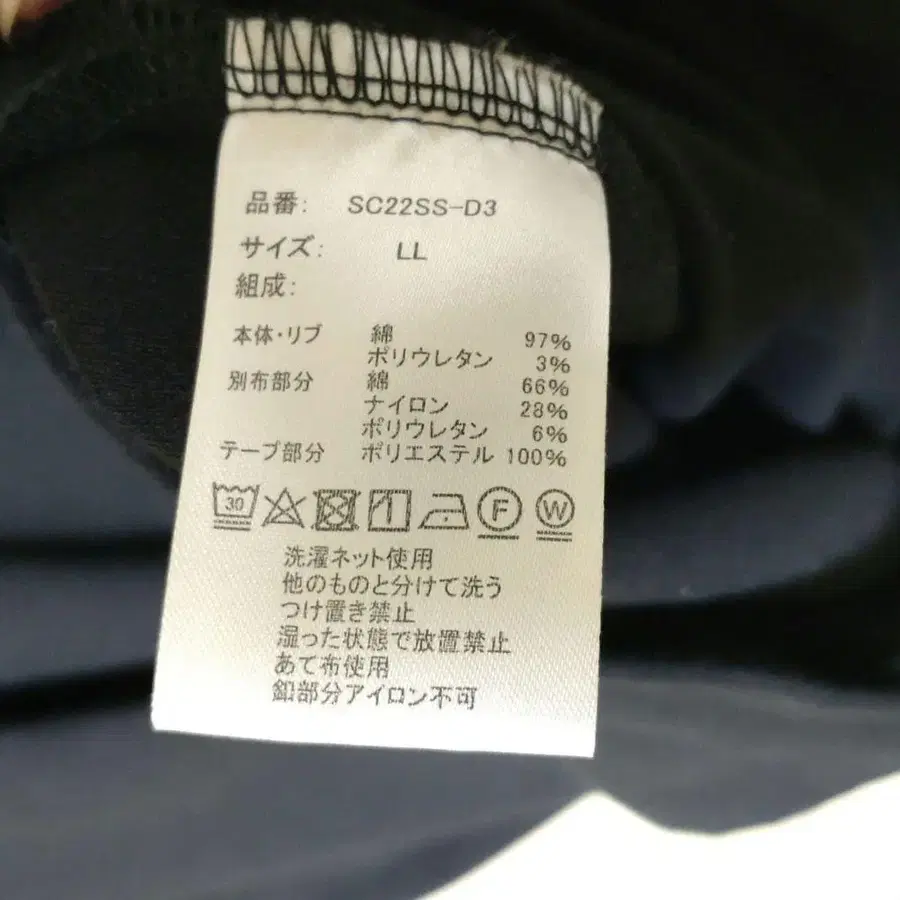 品番: SC22SS-D3
サイズ: LL
組成:
本体・リブ 綿 97%
ポリウレタン 3%
別布部分 綿 66%
ナイロン 28%
ポリウレタン 6%
テープ部分 ポリエステル 100%
30 F W
洗濯ネット使用
他のものと分けて洗う
つけ置き禁止
湿った状態で放置禁止
あて布使用
釦部分アイロン不可